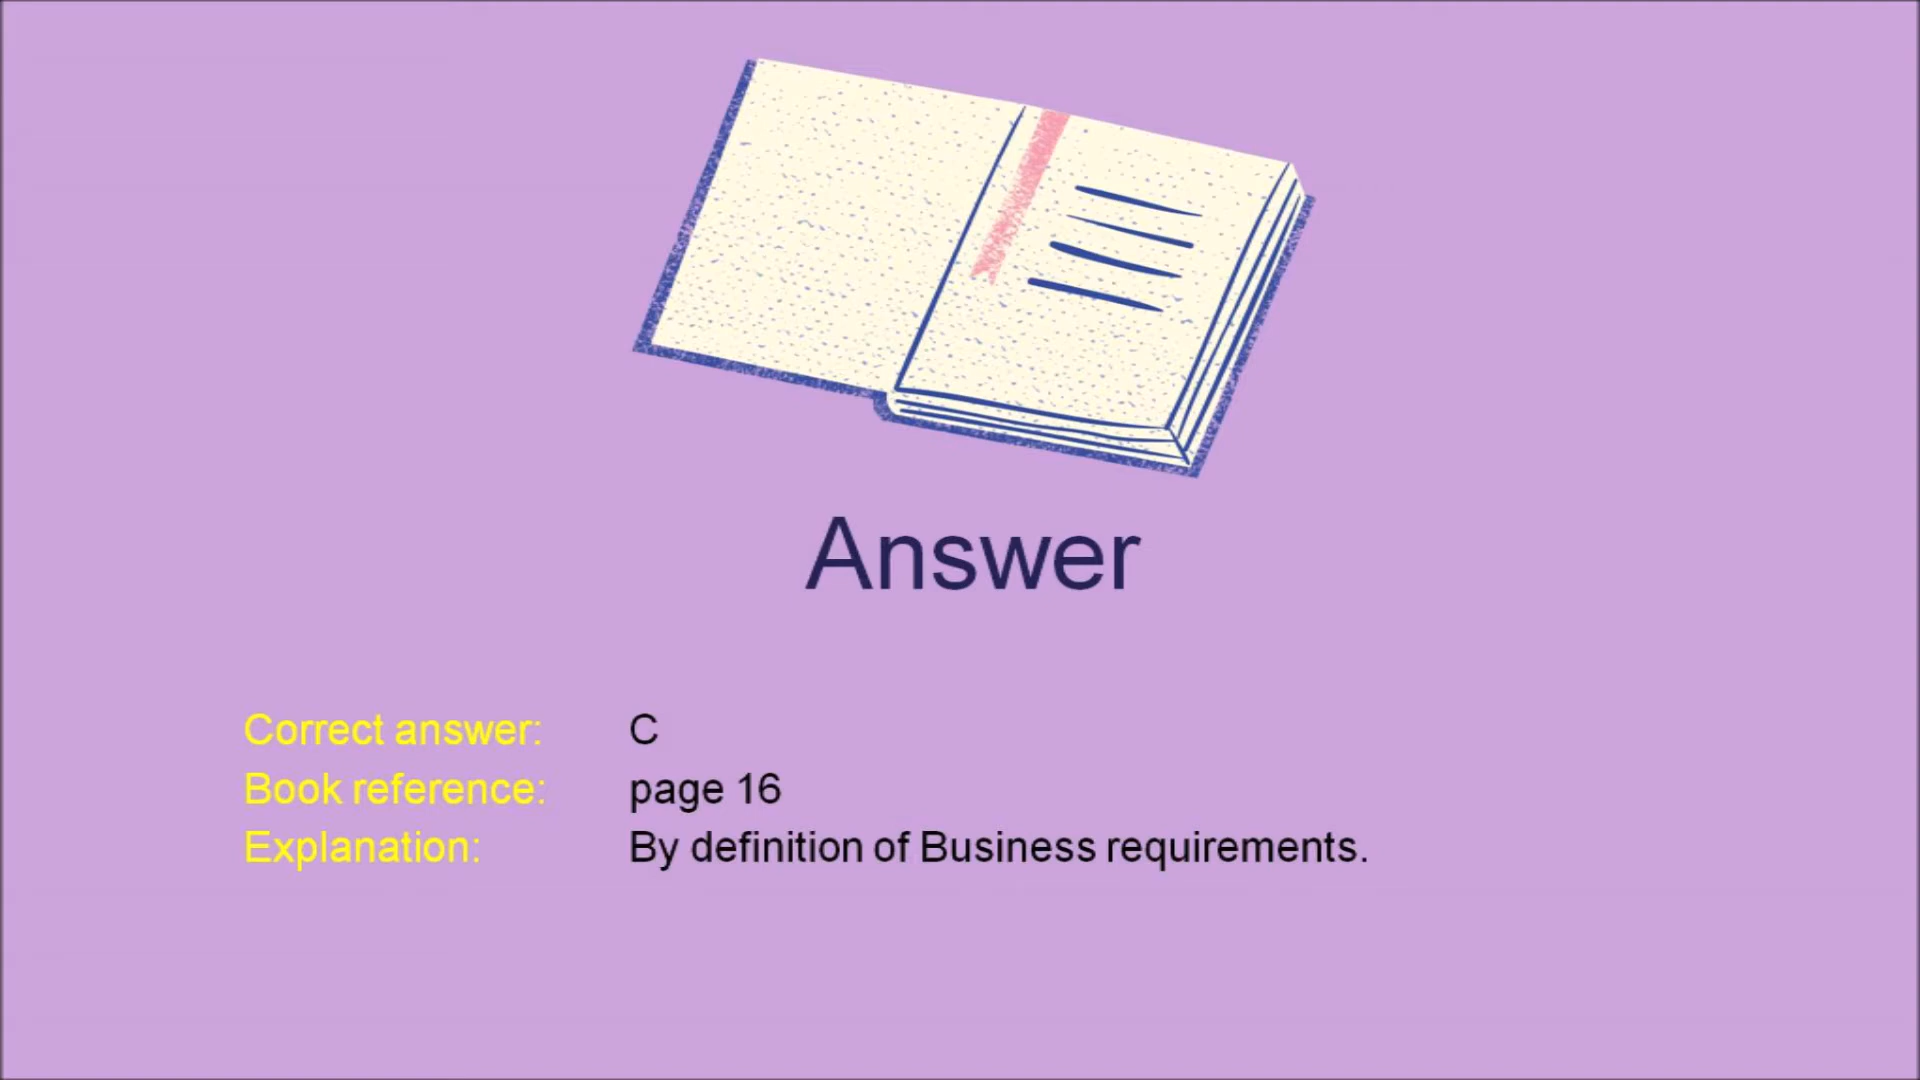 Answer
Correct answer: C
Book reference: page 16
Explanation: By definition of Business requirements.